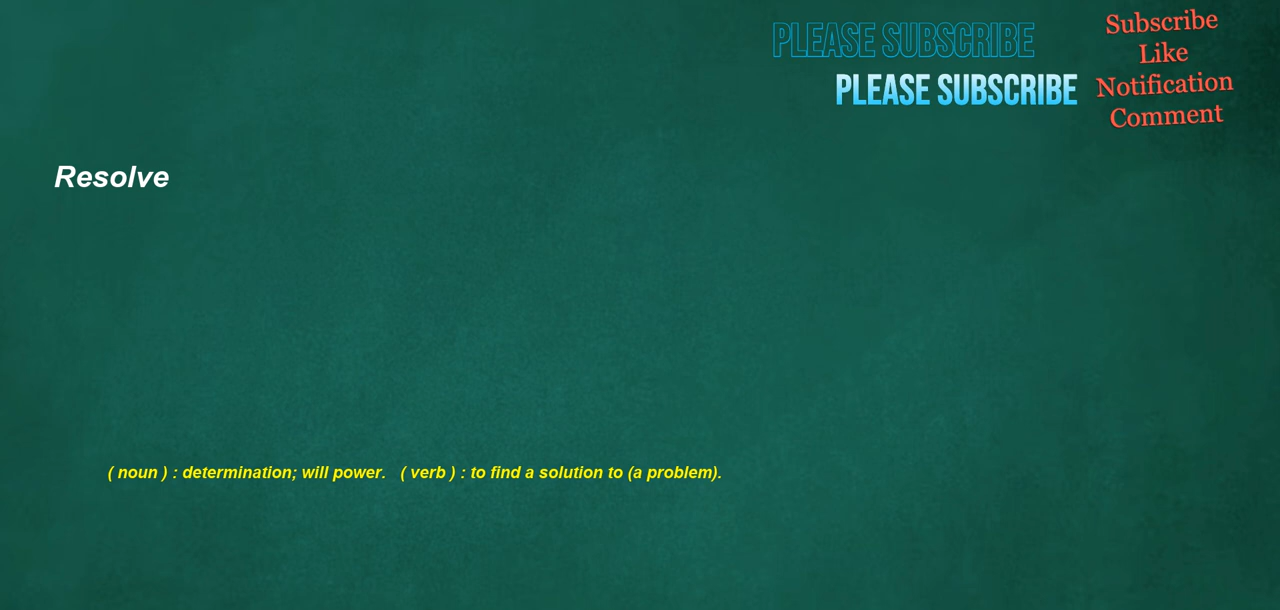 PLEASE SUBSCRIBE
PLEASE SUBSCRIBE
Subscribe
Like
Notification
Comment
Resolve
( noun ) : determination; will power. ( verb ) : to find a solution to (a problem).